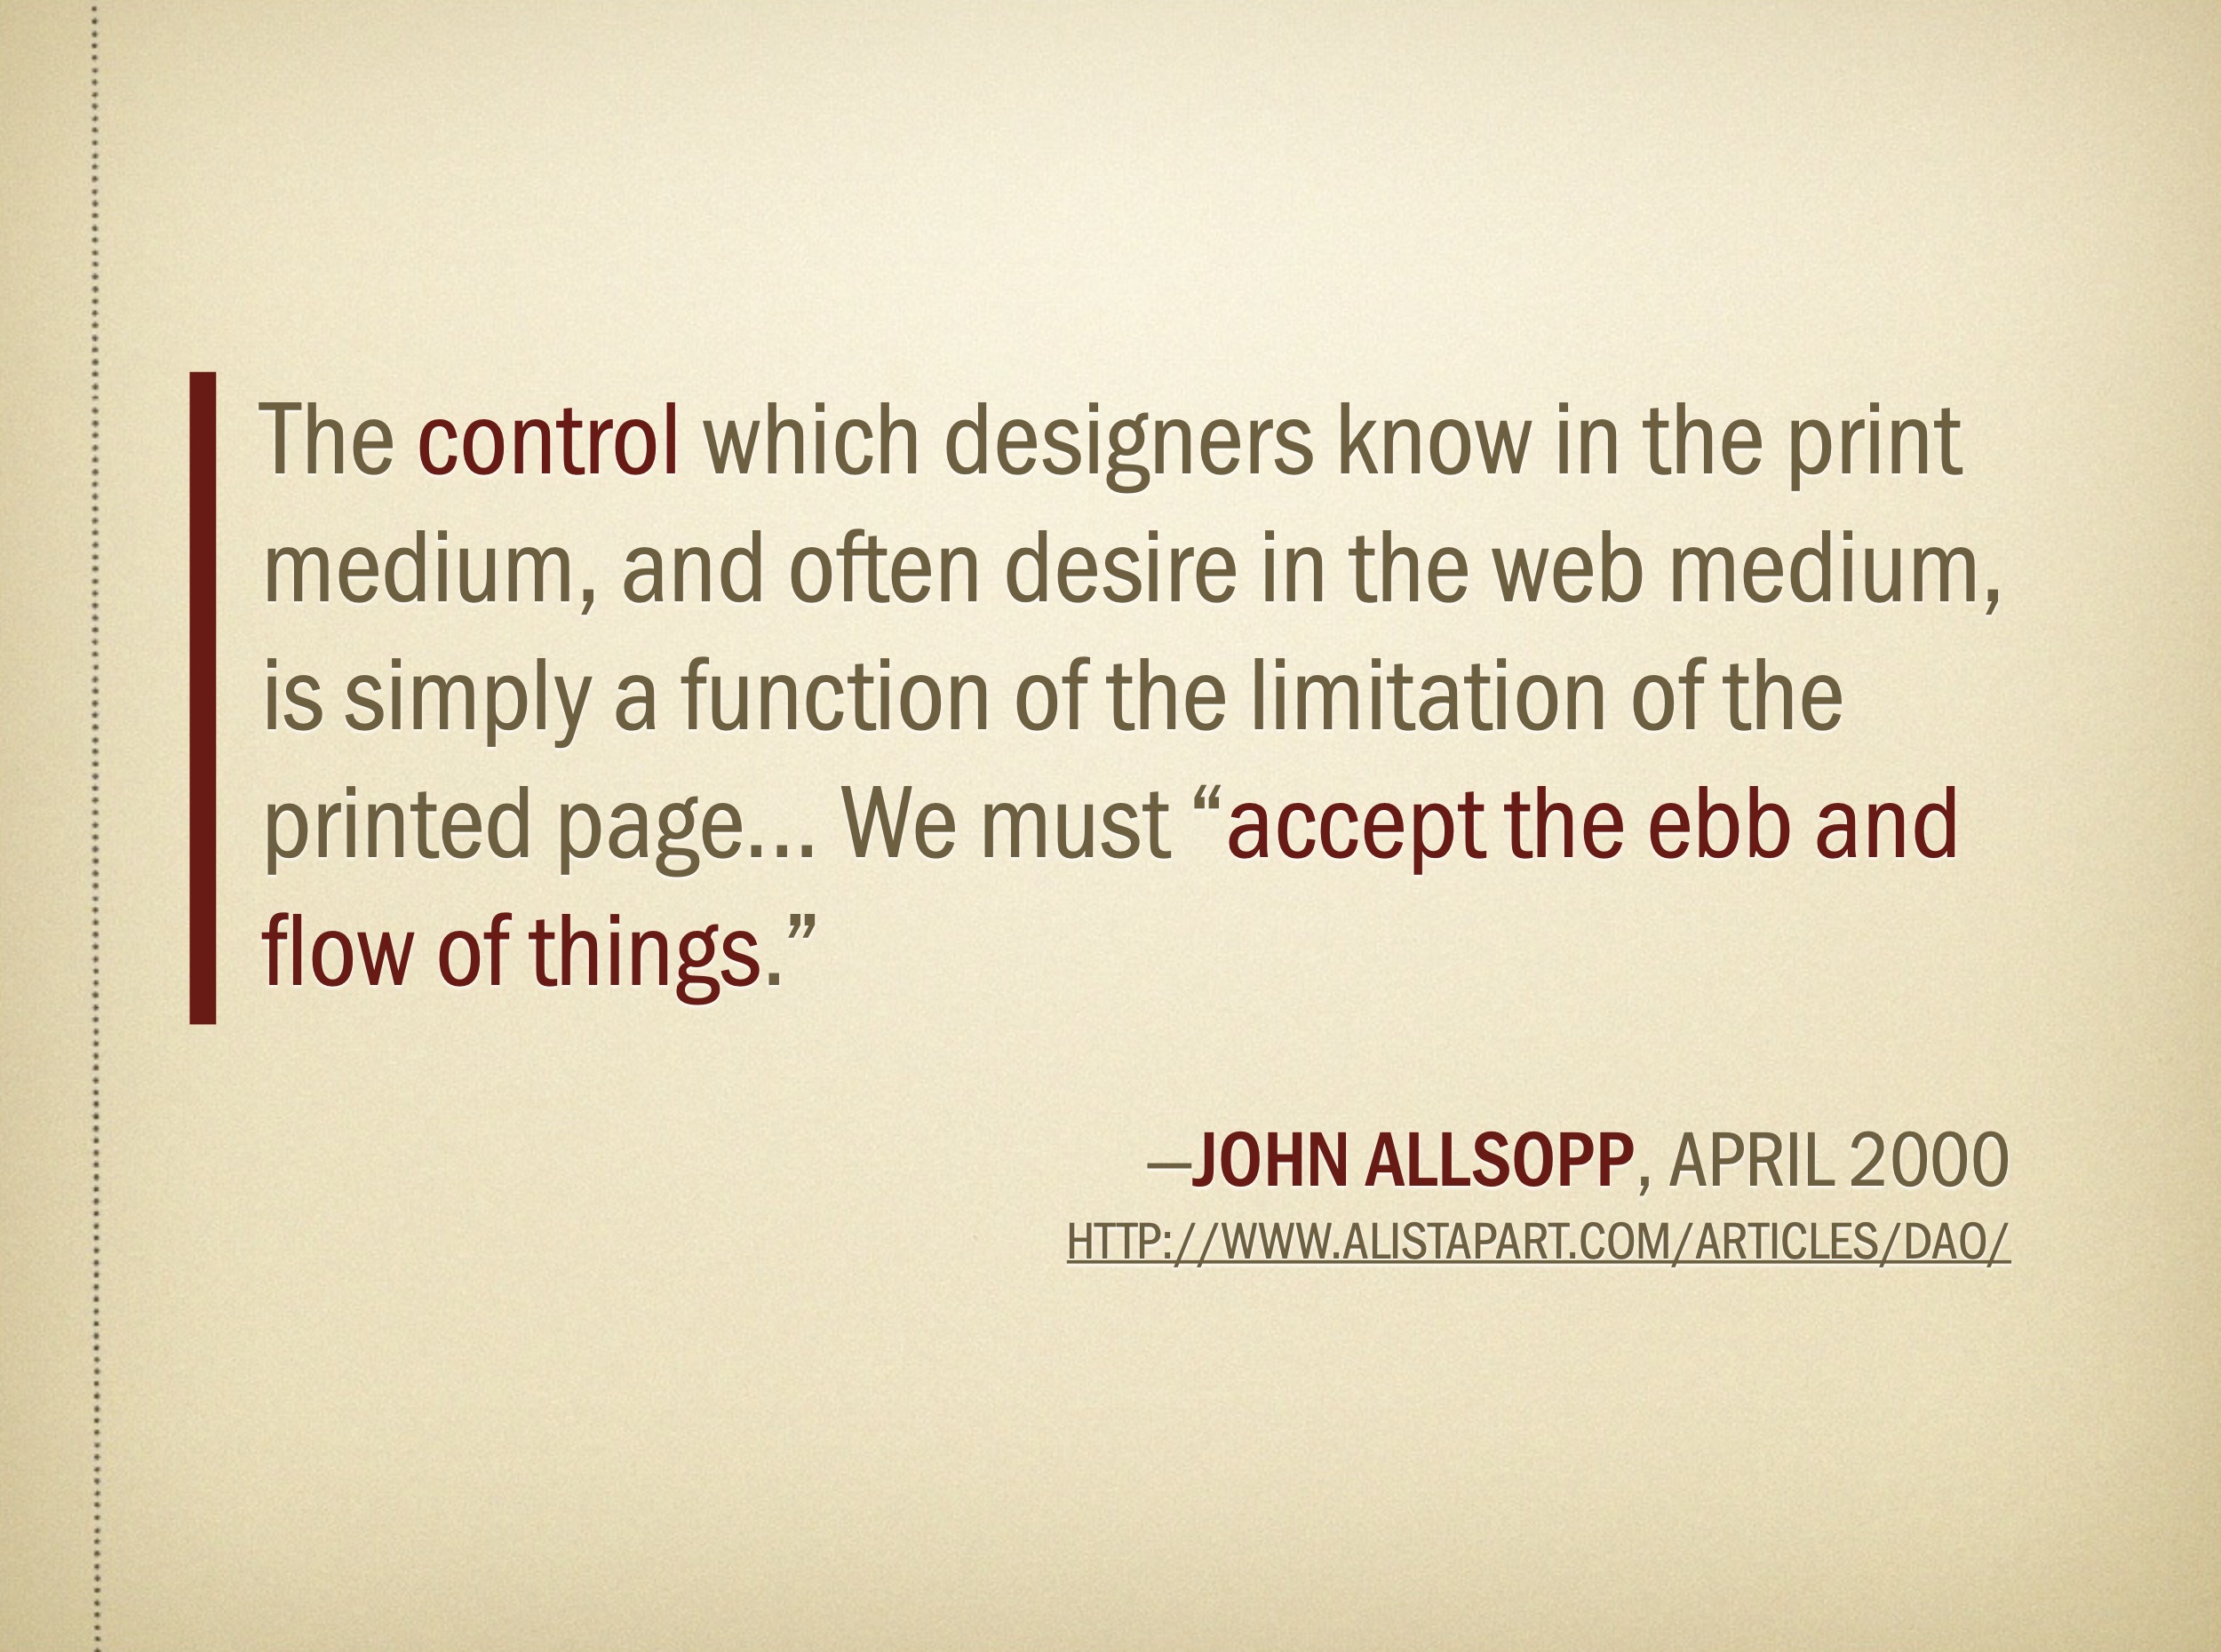 The control which designers know in the print
medium, and often desire in the web medium,
is simply a function of the limitation of the
printed page... We must “accept the ebb and
flow of things.”
—JOHN ALLSOPP, APRIL 2000
HTTP://WWW.ALISTAPART.COM/ARTICLES/DAO/